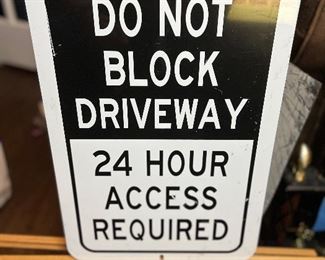 DO NOT
BLOCK
DRIVEWAY
24 HOUR
ACCESS
REQUIRED